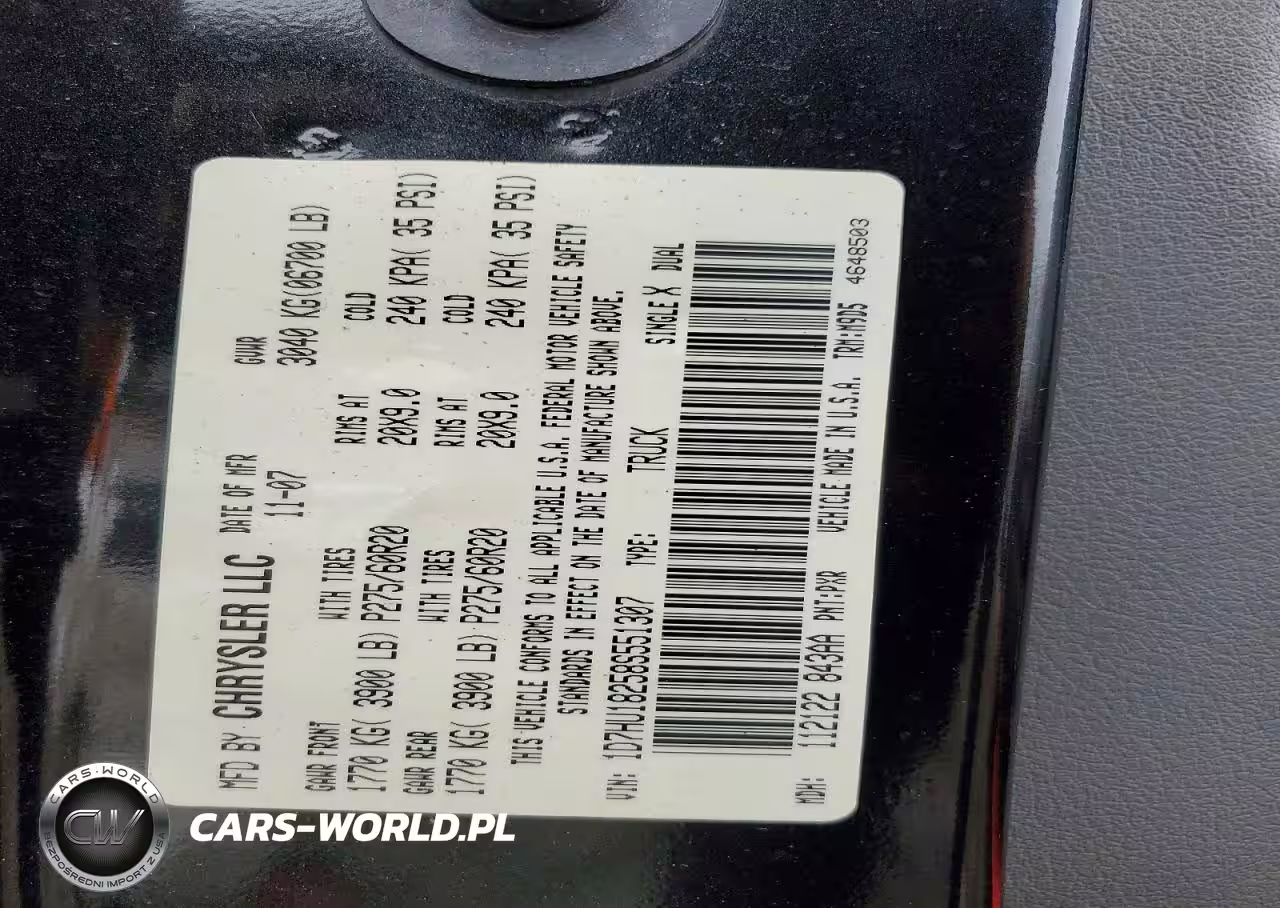 MFD BY CHRYSLER LLC DATE OF MFR GVWR
11-07 3040 KG(06700 LB)
GAWR FRONT WITH TIRES RIMS AT COLD
1770 KG( 3900 LB) P275/60R20 20X9.0 240 KPA( 35 PSI)
GAWR REAR WITH TIRES RIMS AT COLD
1770 KG( 3900 LB) P275/60R20 20X9.0 240 KPA( 35 PSI)
THIS VEHICLE CONFORMS TO ALL APPLICABLE U.S.A. FEDERAL MOTOR VEHICLE SAFETY
STANDARDS IN EFFECT ON THE DATE OF MANUFACTURE SHOWN ABOVE.
VIN: 1D7HU18258S551307 TYPE: TRUCK SINGLE X DUAL
MDH: 112122 843AA PNT:PXR VEHICLE MADE IN U.S.A. TRM:M9D5 4648503
CARS-WORLD
CW
BEZPOŚREDNI IMPORT Z USA
CARS-WORLD.PL